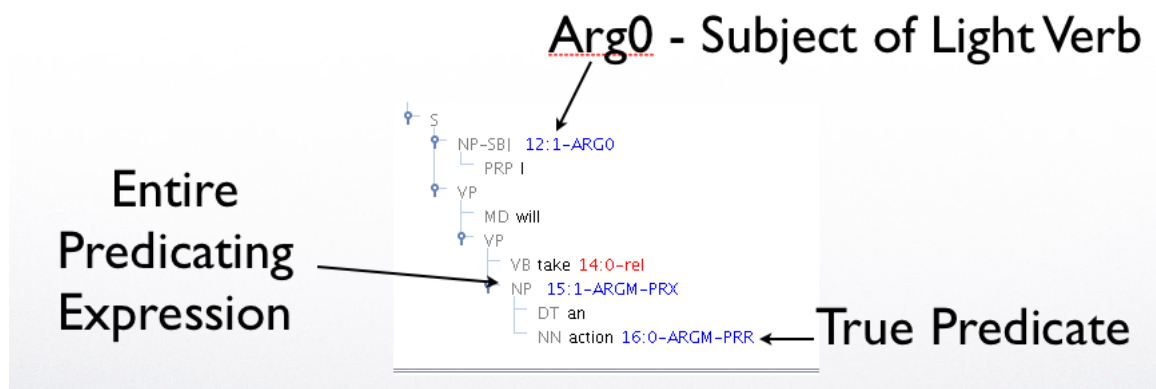 Arg0 - Subject of Light Verb
S
NP-SBJ 12:1-ARG0
PRP I
Entire
Predicating
Expression
VP
MD will
VP
VB take 14:0-rel
NP 15:1-ARGM-PRX
DT an
NN action 16:0-ARGM-PRR
True Predicate